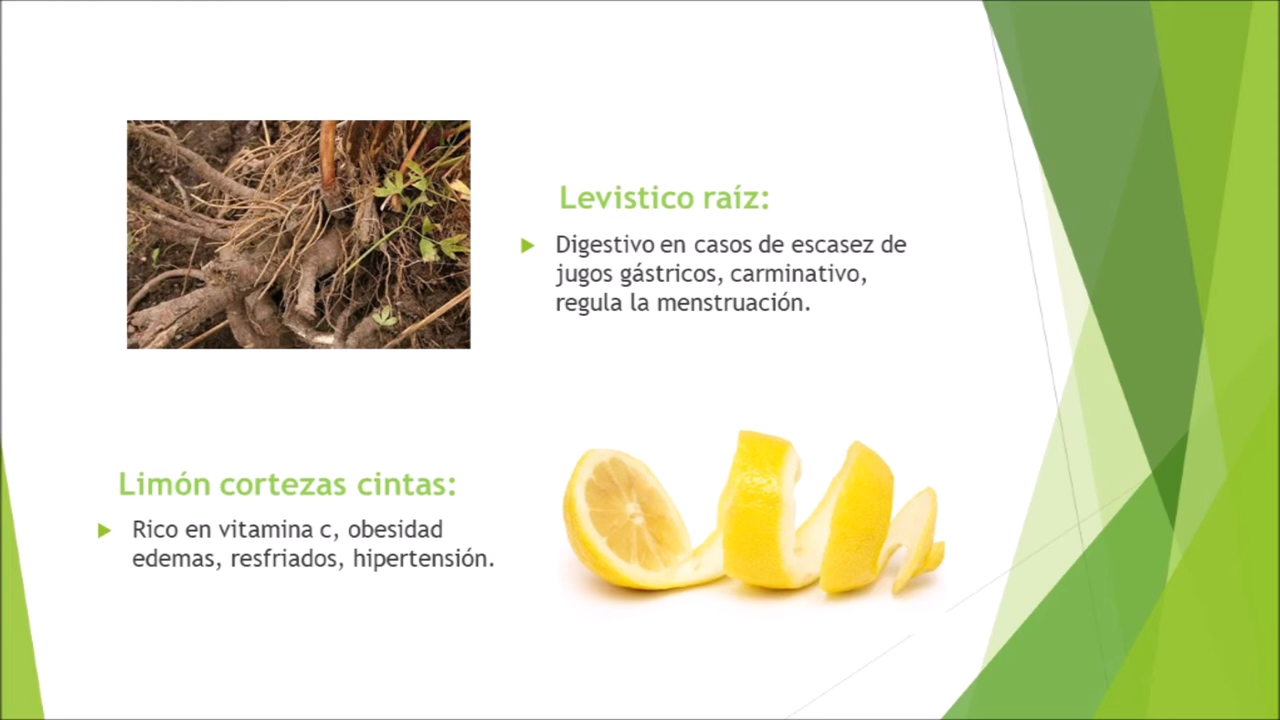 Levistico raíz:
Digestivo en casos de escasez de
jugos gástricos, carminativo,
regula la menstruación.
Limón cortezas cintas:
Rico en vitamina c, obesidad
edemas, resfriados, hipertensión.